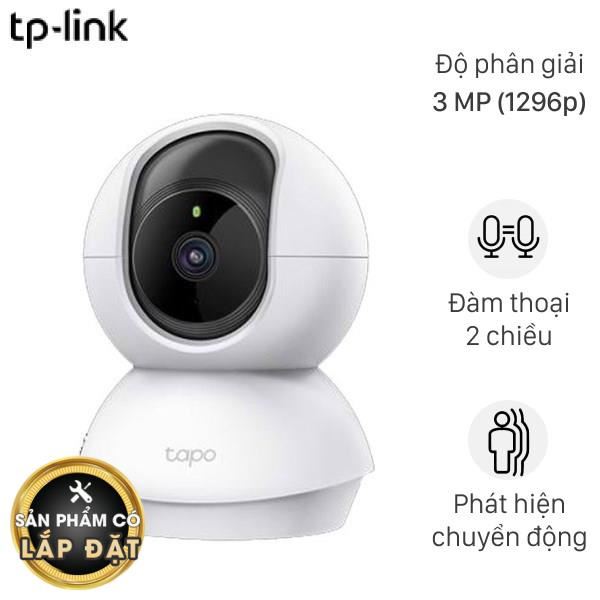 tp-link
Độ phân giải
3 MP (1296p)
Đàm thoại
2 chiều
tapo
Phát hiện
chuyển động
SẢN PHẨM CÓ
LẮP ĐẶT